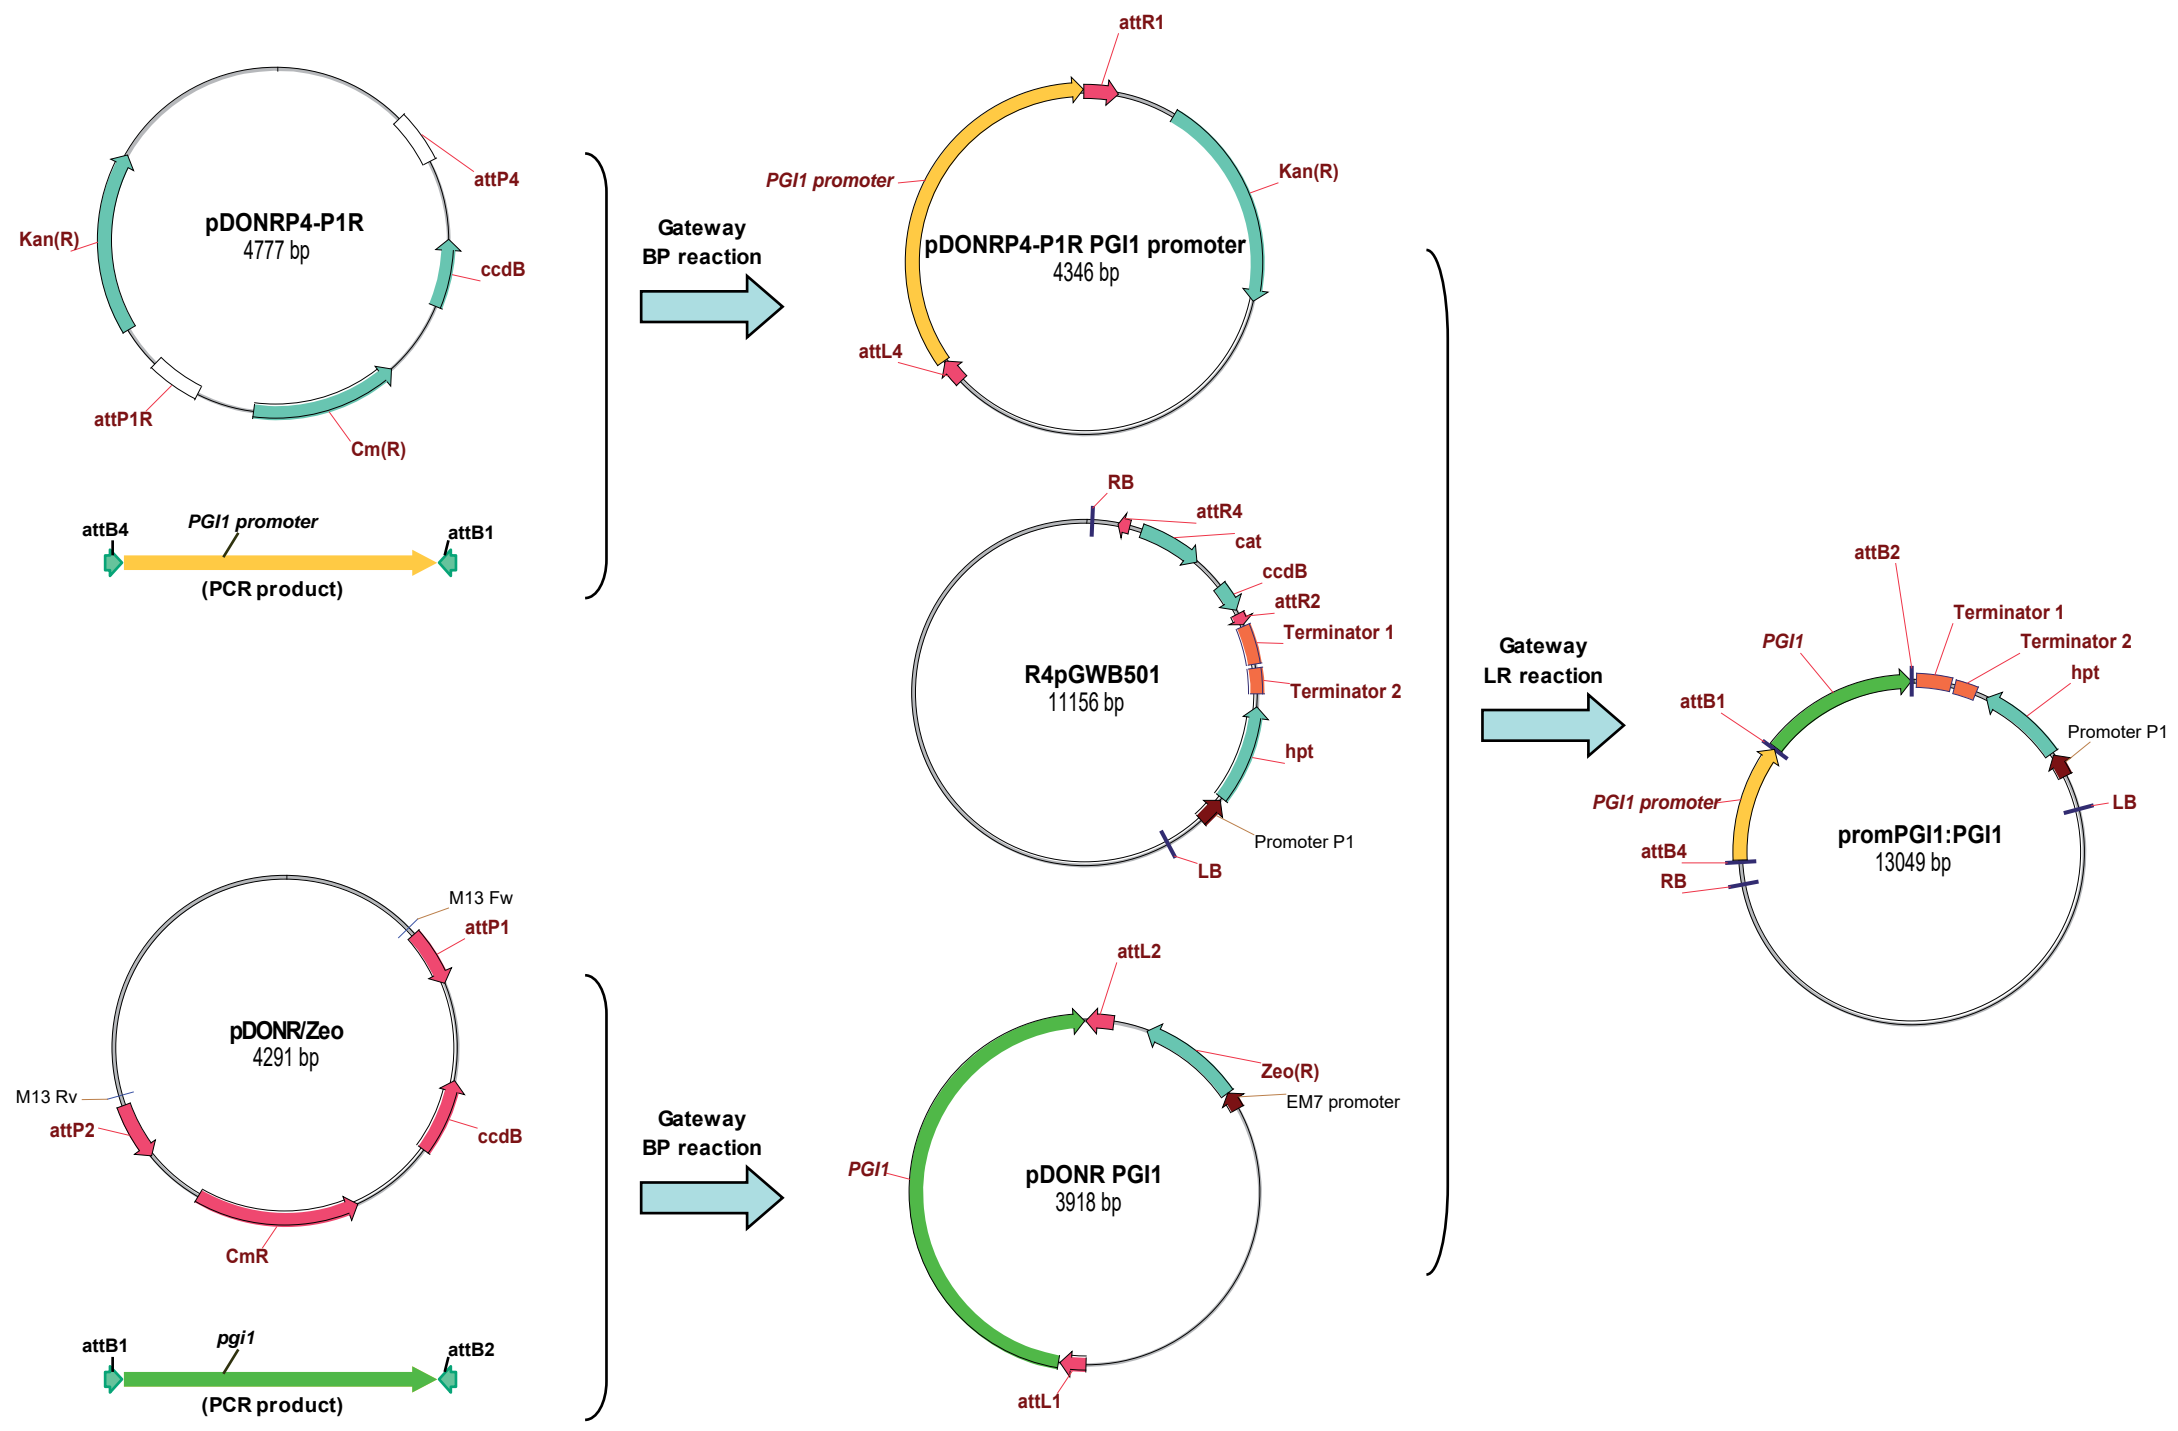 attR1
attP4
pDONRP4-P1R
4777 bp
Kan(R)
ccdB
attP1R
Cm(R)
Gateway
BP reaction
PGI1 promoter
Kan(R)
pDONRP4-P1R PGI1 promoter
4346 bp
attL4
attB4
PGI1 promoter
attB1
(PCR product)
RB
attR4
cat
ccdB
attR2
Terminator 1
R4pGWB501
11156 bp
Terminator 2
hpt
Promoter P1
LB
Gateway
LR reaction
attB2
Terminator 1
PGI1
Terminator 2
hpt
attB1
Promoter P1
PGI1 promoter
LB
promPGI1:PGI1
13049 bp
attB4
RB
M13 Fw
attP1
pDONR/Zeo
4291 bp
M13 Rv
attP2
ccdB
CmR
Gateway
BP reaction
attL2
Zeo(R)
EM7 promoter
PGI1
pDONR PGI1
3918 bp
attL1
attB1
pgi1
attB2
(PCR product)